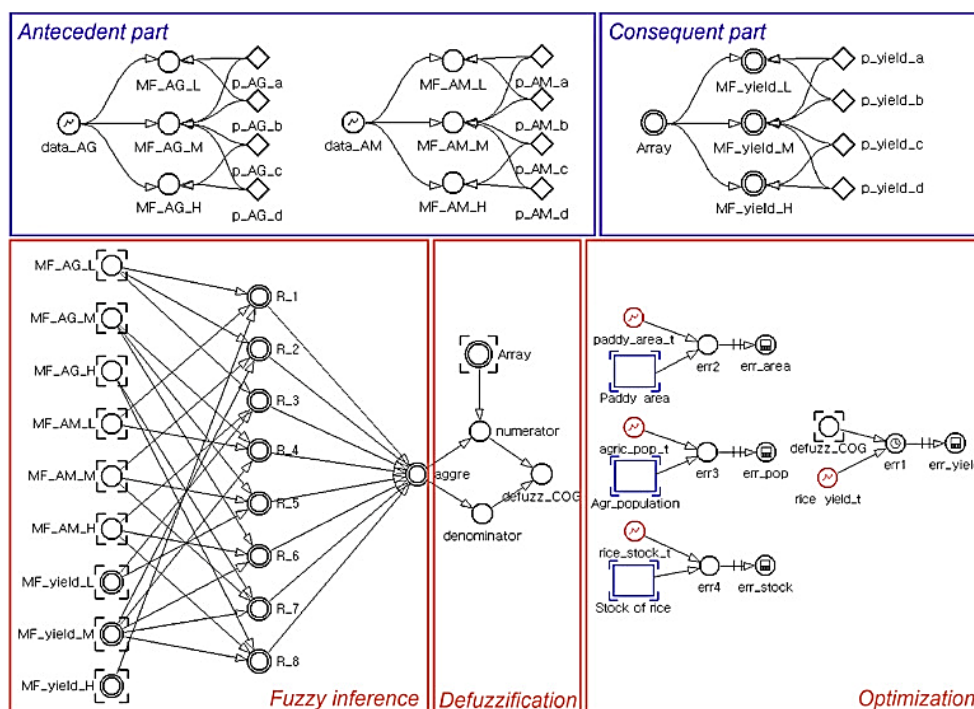 Antecedent part
MF_AG_L
p_AG_a
data_AG
MF_AG_M
p_AG_b
p_AG_c
MF_AG_H
p_AG_d
MF_AM_L
p_AM_a
data_AM
MF_AM_M
p_AM_b
p_AM_c
MF_AM_H
p_AM_d
Consequent part
MF_yield_L
p_yield_a
p_yield_b
Array
MF_yield_M
p_yield_c
p_yield_d
MF_yield_H
MF_AG_L
MF_AG_M
MF_AG_H
MF_AM_L
MF_AM_M
MF_AM_H
MF_yield_L
MF_yield_M
MF_yield_H
R_1
R_2
R_3
R_4
R_5
R_6
R_7
R_8
aggre
Fuzzy inference
Array
numerator
defuzz_COG
denominator
Defuzzification
paddy_area_t
err2
err_area
Paddy area
agric_pop_t
err3
err_pop
Agr_population
rice_stock_t
err4
err_stock
Stock of rice
defuzz_COG
err1
err_yield
rice_yield_t
Optimization